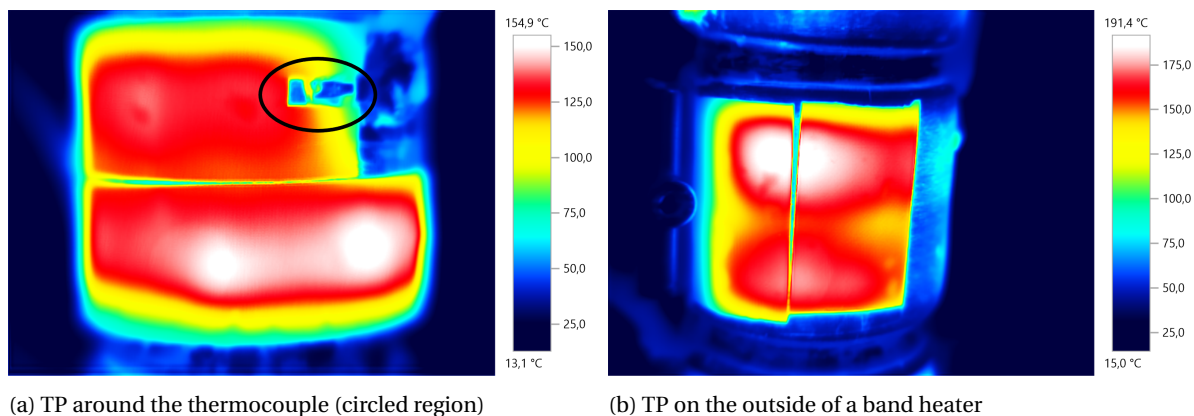 154,9 °C
150,0
125,0
100,0
75,0
50,0
25,0
13,1 °C
191,4 °C
175,0
150,0
125,0
100,0
75,0
50,0
25,0
15,0 °C
(a) TP around the thermocouple (circled region)
(b) TP on the outside of a band heater